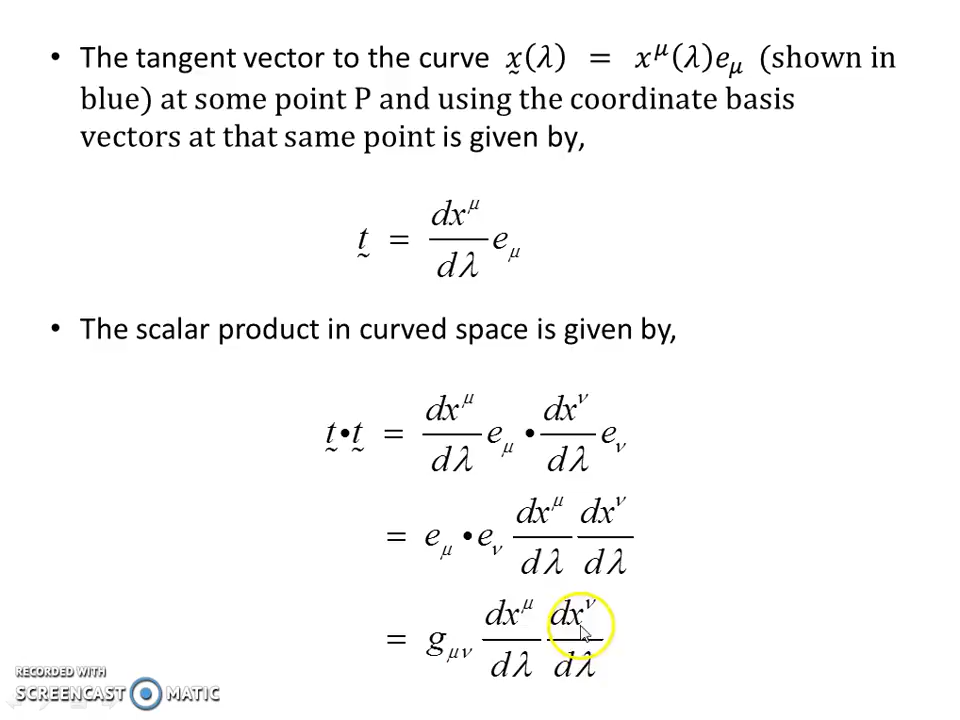 • The tangent vector to the curve x̰(λ) = x^μ(λ)e_μ (shown in
blue) at some point P and using the coordinate basis
vectors at that same point is given by,
t̰ = dx^μ/dλ e_μ
• The scalar product in curved space is given by,
t̰•t̰ = dx^μ/dλ e_μ • dx^ν/dλ e_ν
= e_μ • e_ν dx^μ/dλ dx^ν/dλ
= g_μν dx^μ/dλ dx^ν/dλ
RECORDED WITH
SCREENCAST MATIC